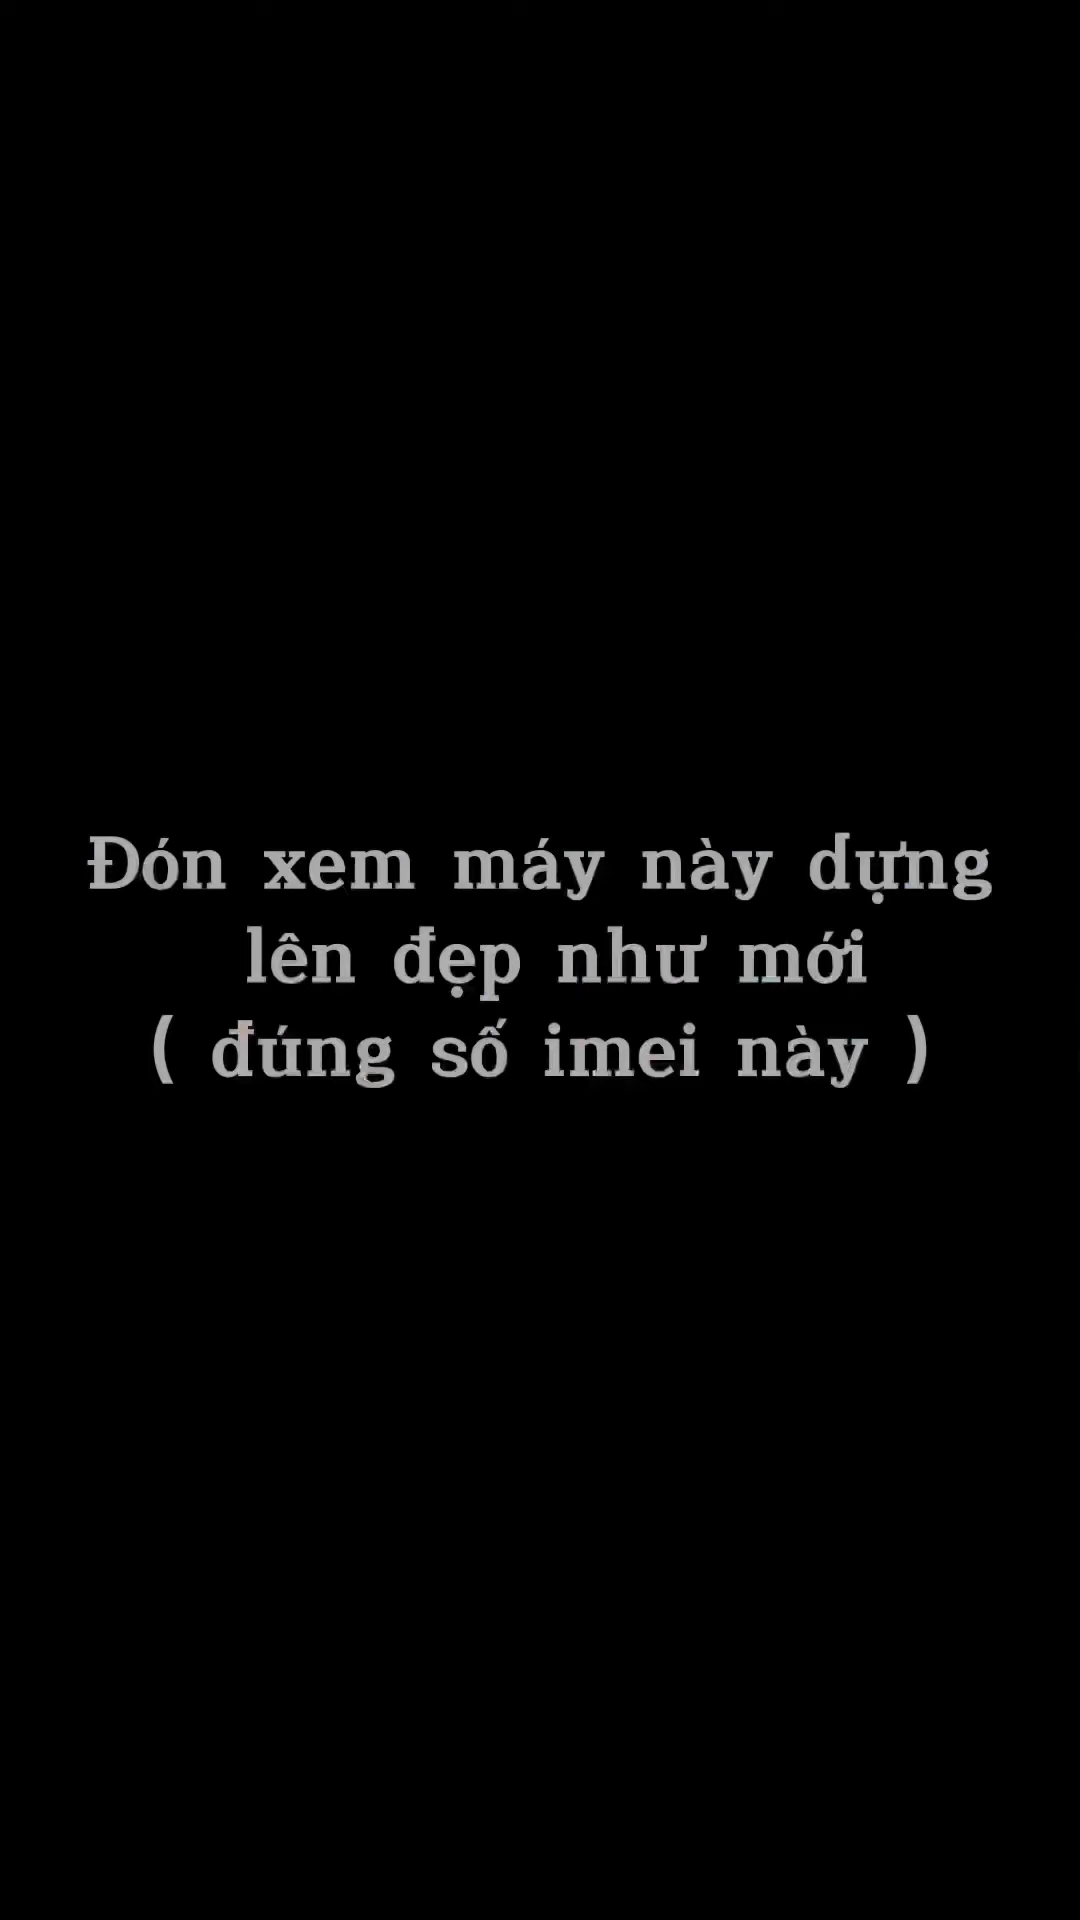 Đón xem máy này dựng
lên đẹp như mới
( đúng số imei này )